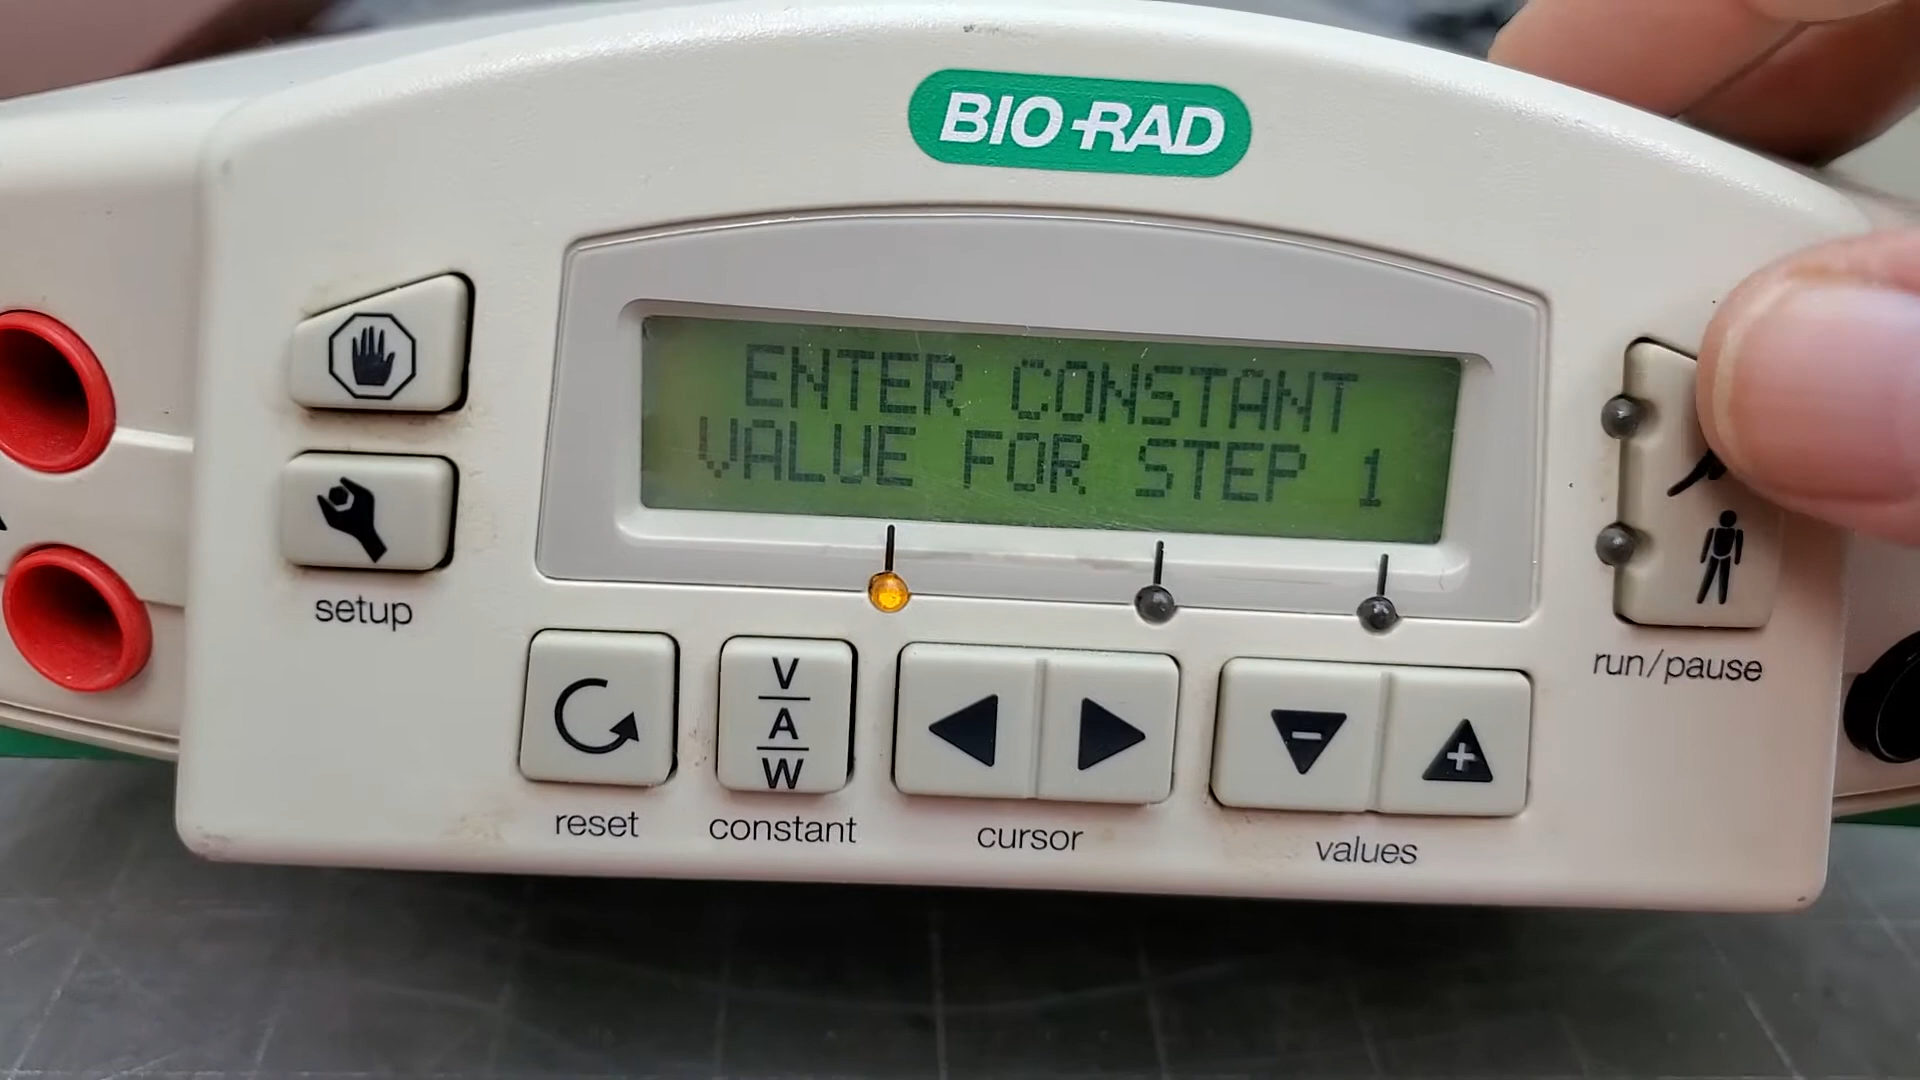 BIO-RAD
ENTER CONSTANT
VALUE FOR STEP 1
setup
run/pause
V
A
W
reset
constant
cursor
values